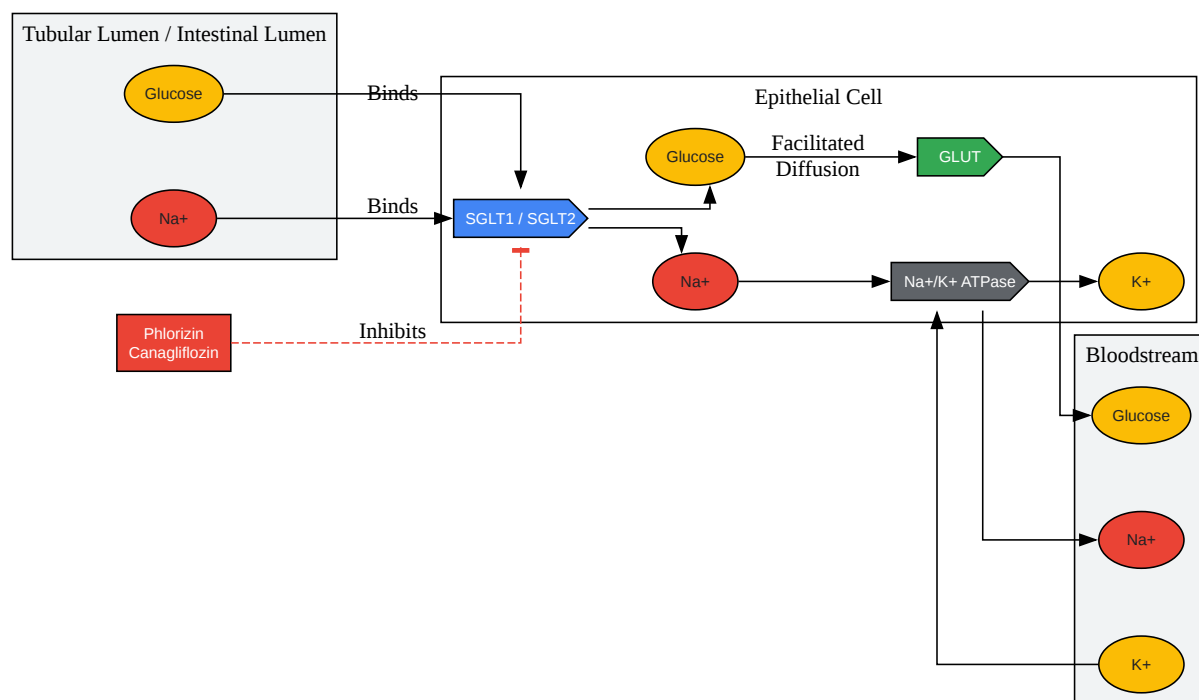 Tubular Lumen / Intestinal Lumen
Glucose
Binds
Na+
Binds
Epithelial Cell
Glucose
Facilitated
Diffusion
GLUT
SGLT1 / SGLT2
Na+
Na+/K+ ATPase
K+
Phlorizin
Canagliflozin
Inhibits
Bloodstream
Glucose
Na+
K+